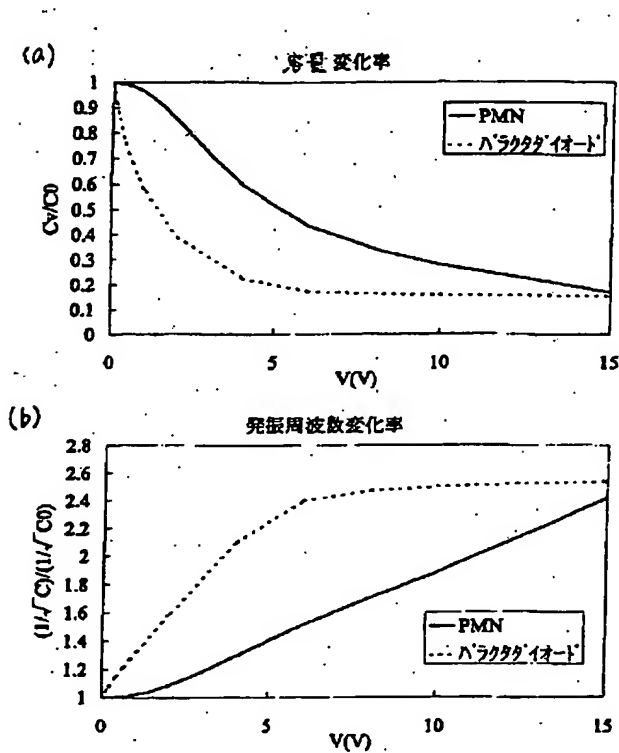 (a)
容量変化率
1
0.9
0.8
0.7
0.6
0.5
0.4
0.3
0.2
0.1
0
Cv/C0
PMN
バラクタダイオード
0 5 10 15
V(V)
(b)
発振周波数変化率
2.8
2.6
2.4
2.2
2
1.8
1.6
1.4
1.2
1
(1/√C)/(1/√C0)
PMN
バラクタダイオード
0 5 10 15
V(V)